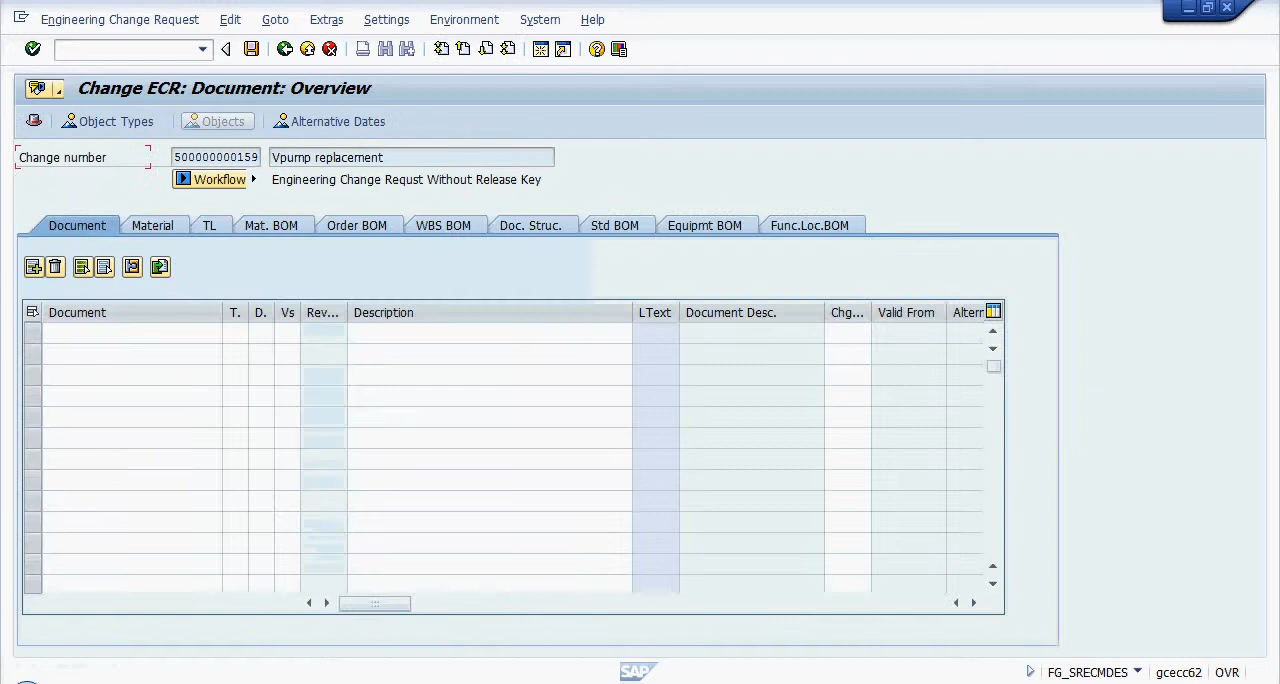 Engineering Change Request Edit Goto Extras Settings Environment System Help
Change ECR: Document: Overview
Object Types Objects Alternative Dates
Change number 500000000159 Vpump replacement
Workflow Engineering Change Requst Without Release Key
Document Material TL Mat. BOM Order BOM WBS BOM Doc. Struc. Std BOM Equipmt BOM Func.Loc.BOM
Document T. D. Vs Rev... Description LText Document Desc. Chg... Valid From Altern
SAP FG_SRECMDES gcecc62 OVR